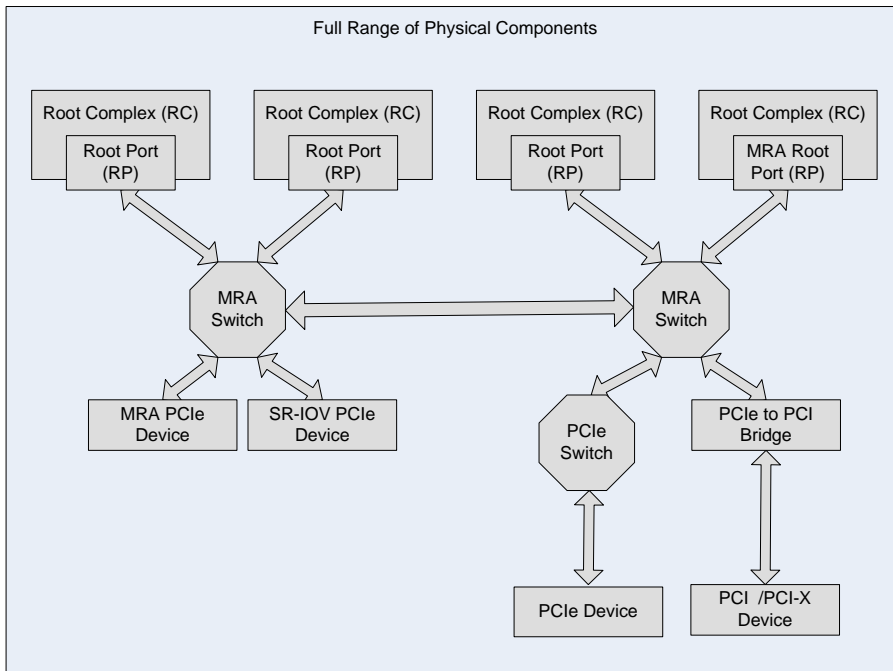 Full Range of Physical Components
Root Complex (RC)
Root Port
(RP)
Root Complex (RC)
Root Port
(RP)
Root Complex (RC)
Root Port
(RP)
Root Complex (RC)
MRA Root
Port (RP)
MRA
Switch
MRA
Switch
MRA PCIe
Device
SR-IOV PCIe
Device
PCIe
Switch
PCIe to PCI
Bridge
PCIe Device
PCI /PCI-X
Device